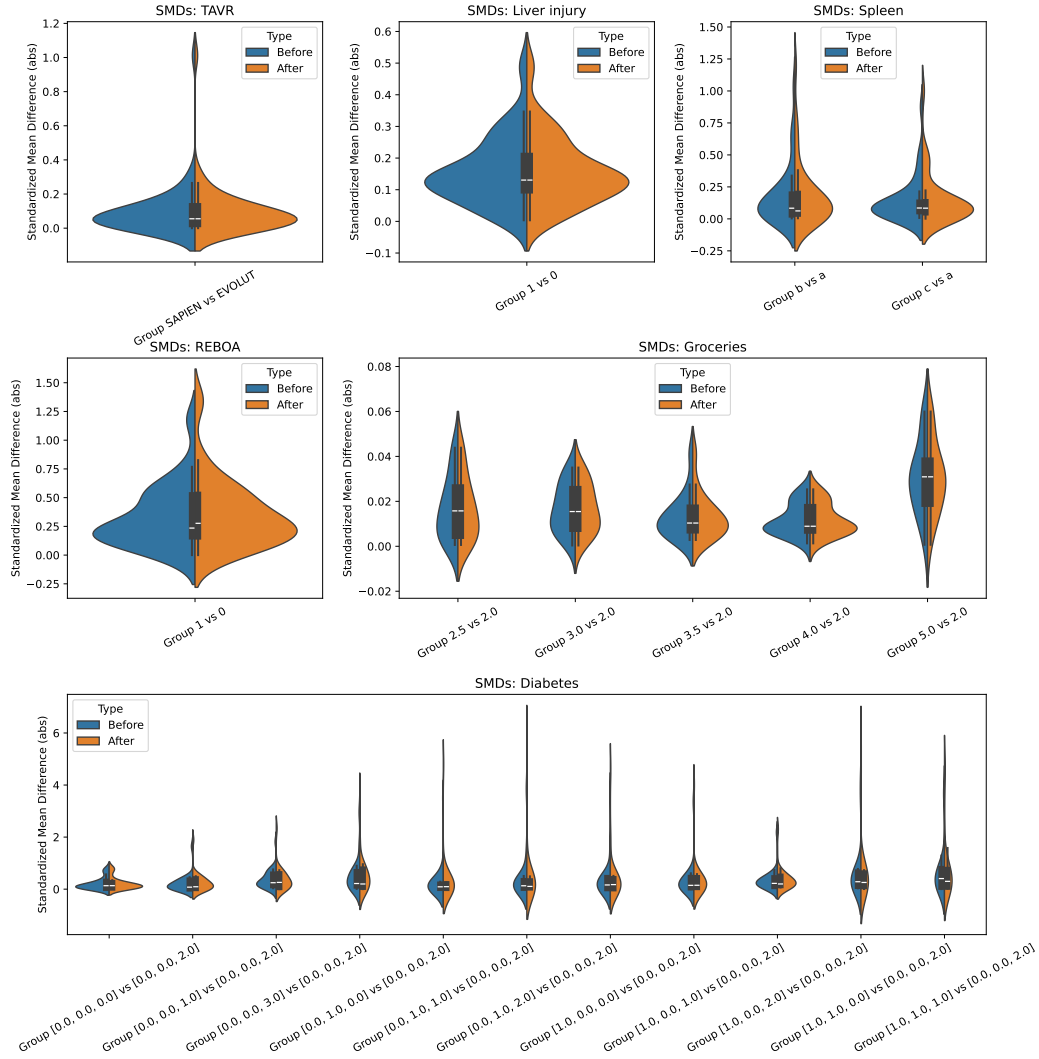 SMDs: TAVR
Standardized Mean Difference (abs)
1.2
1.0
0.8
0.6
0.4
0.2
0.0
Type
Before
After
Group SAPIEN vs EVOLUT
SMDs: Liver injury
Standardized Mean Difference (abs)
0.6
0.5
0.4
0.3
0.2
0.1
0.0
−0.1
Type
Before
After
Group 1 vs 0
SMDs: Spleen
Standardized Mean Difference (abs)
1.50
1.25
1.00
0.75
0.50
0.25
0.00
−0.25
Type
Before
After
Group b vs a
Group c vs a
SMDs: REBOA
Standardized Mean Difference (abs)
1.50
1.25
1.00
0.75
0.50
0.25
0.00
−0.25
Type
Before
After
Group 1 vs 0
SMDs: Groceries
Standardized Mean Difference (abs)
0.08
0.06
0.04
0.02
0.00
−0.02
Type
Before
After
Group 2.5 vs 2.0
Group 3.0 vs 2.0
Group 3.5 vs 2.0
Group 4.0 vs 2.0
Group 5.0 vs 2.0
SMDs: Diabetes
Standardized Mean Difference (abs)
6
4
2
0
Type
Before
After
Group [0.0, 0.0, 0.0] vs [0.0, 0.0, 2.0]
Group [0.0, 0.0, 1.0] vs [0.0, 0.0, 2.0]
Group [0.0, 0.0, 3.0] vs [0.0, 0.0, 2.0]
Group [0.0, 1.0, 0.0] vs [0.0, 0.0, 2.0]
Group [0.0, 1.0, 1.0] vs [0.0, 0.0, 2.0]
Group [0.0, 1.0, 2.0] vs [0.0, 0.0, 2.0]
Group [1.0, 0.0, 0.0] vs [0.0, 0.0, 2.0]
Group [1.0, 0.0, 1.0] vs [0.0, 0.0, 2.0]
Group [1.0, 0.0, 2.0] vs [0.0, 0.0, 2.0]
Group [1.0, 1.0, 0.0] vs [0.0, 0.0, 2.0]
Group [1.0, 1.0, 1.0] vs [0.0, 0.0, 2.0]